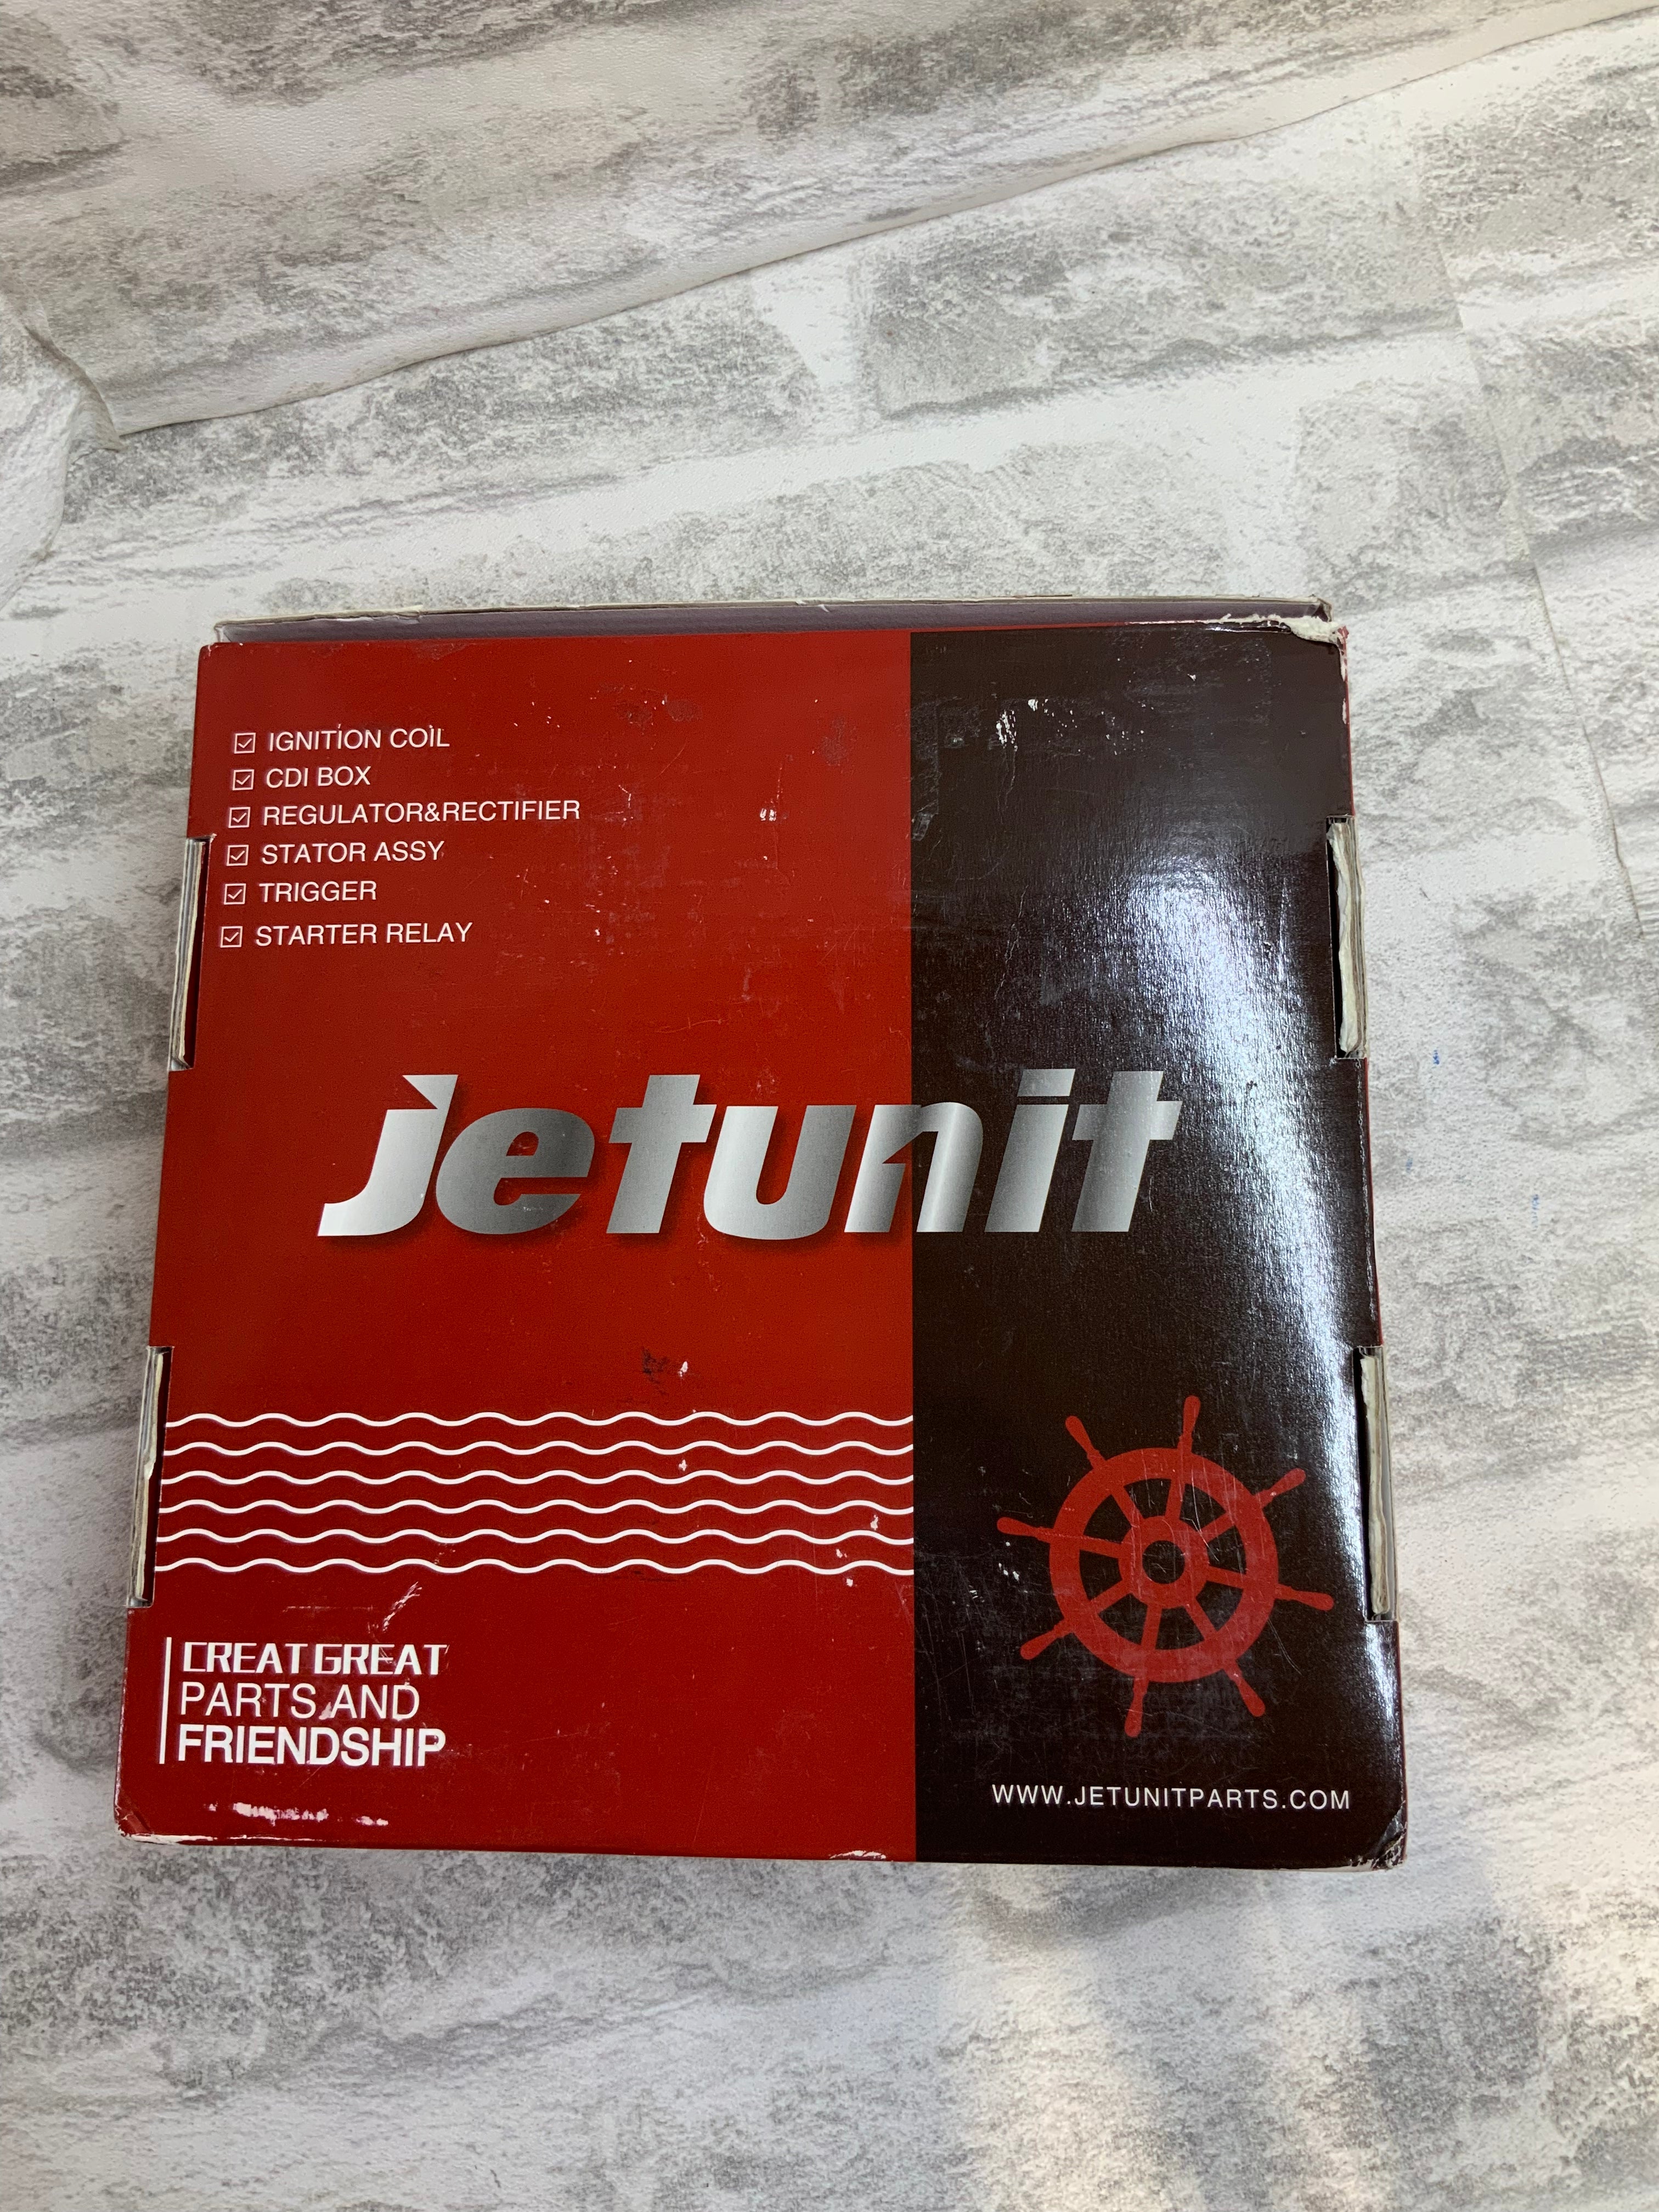 IGNITION COIL
CDI BOX
REGULATOR&RECTIFIER
STATOR ASSY
TRIGGER
STARTER RELAY
jetunit
CREAT GREAT
PARTS AND
FRIENDSHIP
WWW.JETUNITPARTS.COM